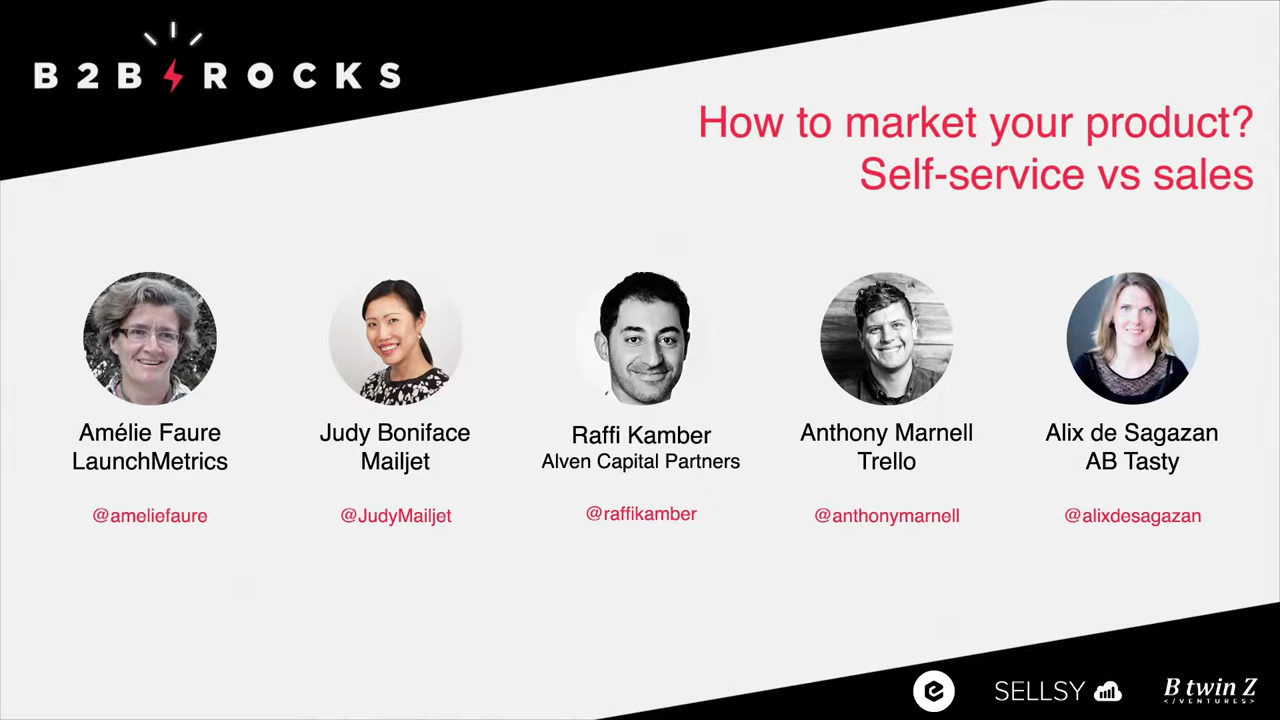 B2B ROCKS
How to market your product?
Self-service vs sales
Amélie Faure
LaunchMetrics
@ameliefaure
Judy Boniface
Mailjet
@JudyMailjet
Raffi Kamber
Alven Capital Partners
@raffikamber
Anthony Marnell
Trello
@anthonymarnell
Alix de Sagazan
AB Tasty
@alixdesagazan
e
SELLSY
B twin Z
</VENTURES>